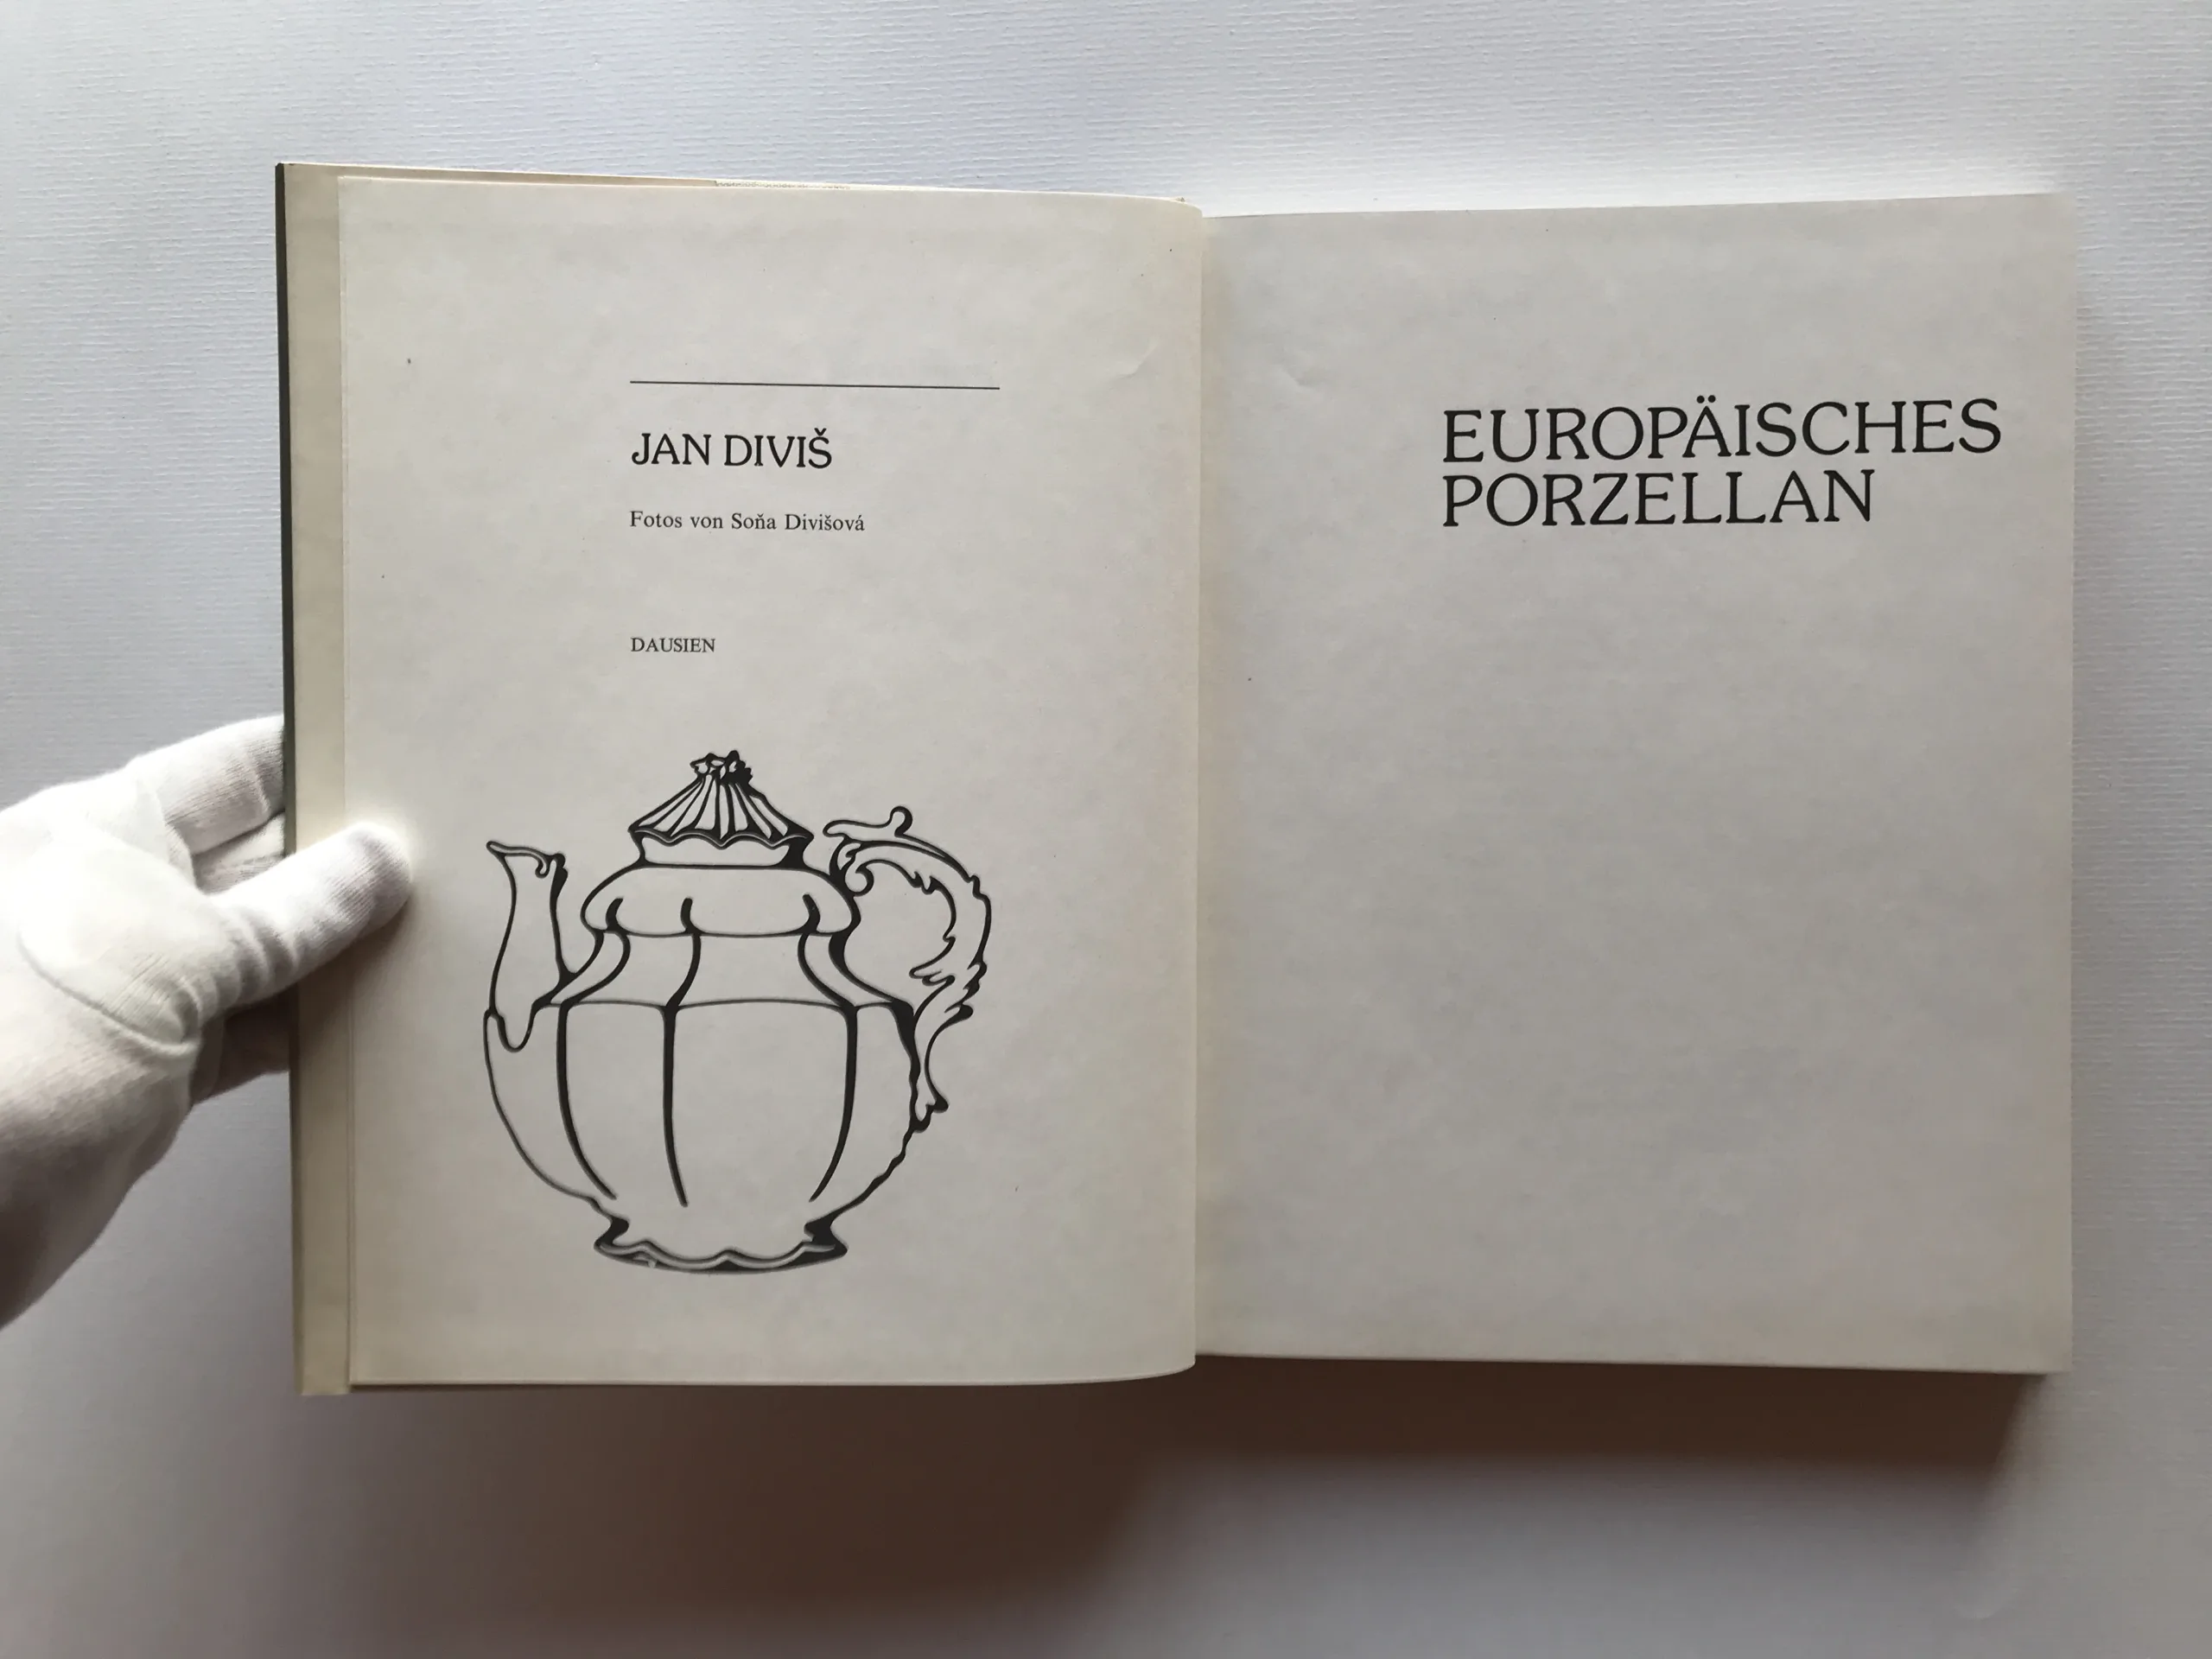 JAN DIVIŠ
Fotos von Soňa Divišová
DAUSIEN
EUROPÄISCHES
PORZELLAN